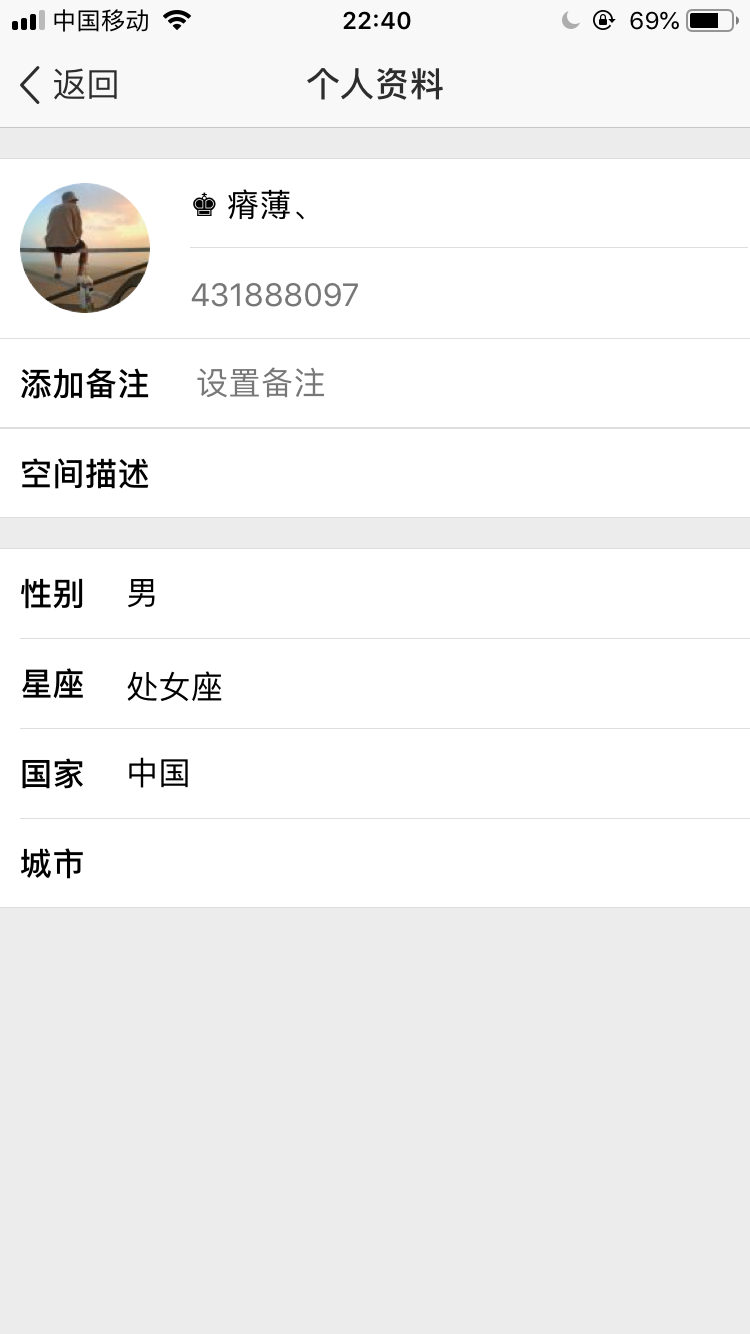 中国移动 22:40 69%
返回 个人资料
♚ 瘠薄、
431888097
添加备注 设置备注
空间描述
性别 男
星座 处女座
国家 中国
城市